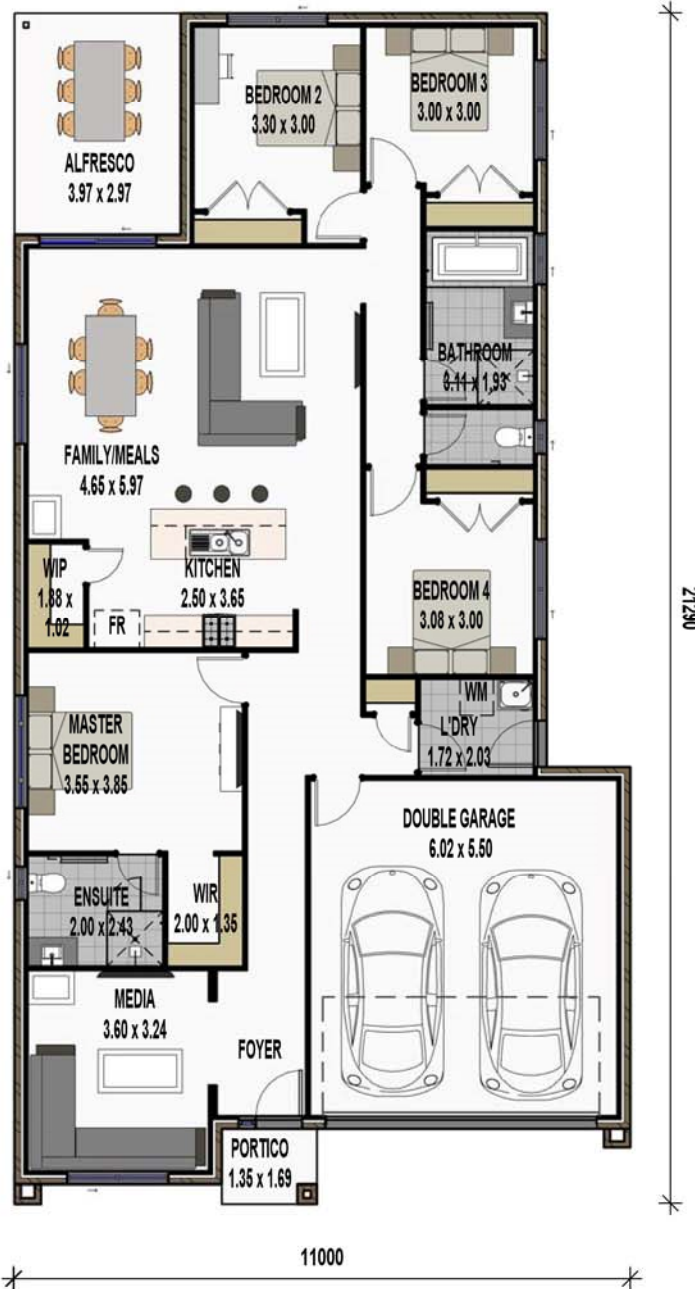 BEDROOM 2
3.30 x 3.00
BEDROOM 3
3.00 x 3.00
ALFRESCO
3.97 x 2.97
BATHROOM
3.11 x 1.93
FAMILY/MEALS
4.65 x 5.97
WIP
1.88 x
1.02
FR
KITCHEN
2.50 x 3.65
BEDROOM 4
3.08 x 3.00
21290
MASTER
BEDROOM
3.55 x 3.85
WM
L'DRY
1.72 x 2.03
DOUBLE GARAGE
6.02 x 5.50
ENSUITE
2.00 x 2.43
WIR
2.00 x 1.35
MEDIA
3.60 x 3.24
FOYER
PORTICO
1.35 x 1.69
11000